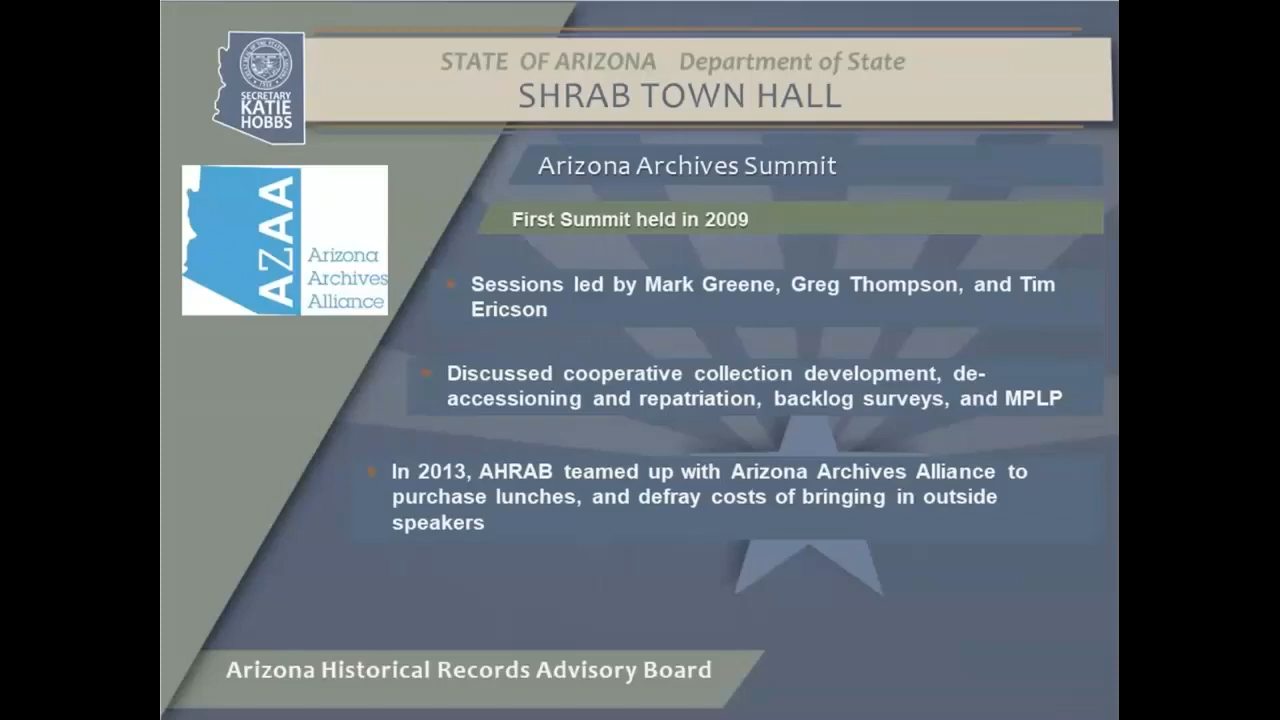 STATE OF ARIZONA Department of State
SHRAB TOWN HALL
SECRETARY
KATIE
HOBBS
AZAA
Arizona
Archives
Alliance
Arizona Archives Summit
First Summit held in 2009
Sessions led by Mark Greene, Greg Thompson, and Tim
Ericson
Discussed cooperative collection development, de-
accessioning and repatriation, backlog surveys, and MPLP
In 2013, AHRAB teamed up with Arizona Archives Alliance to
purchase lunches, and defray costs of bringing in outside
speakers
Arizona Historical Records Advisory Board